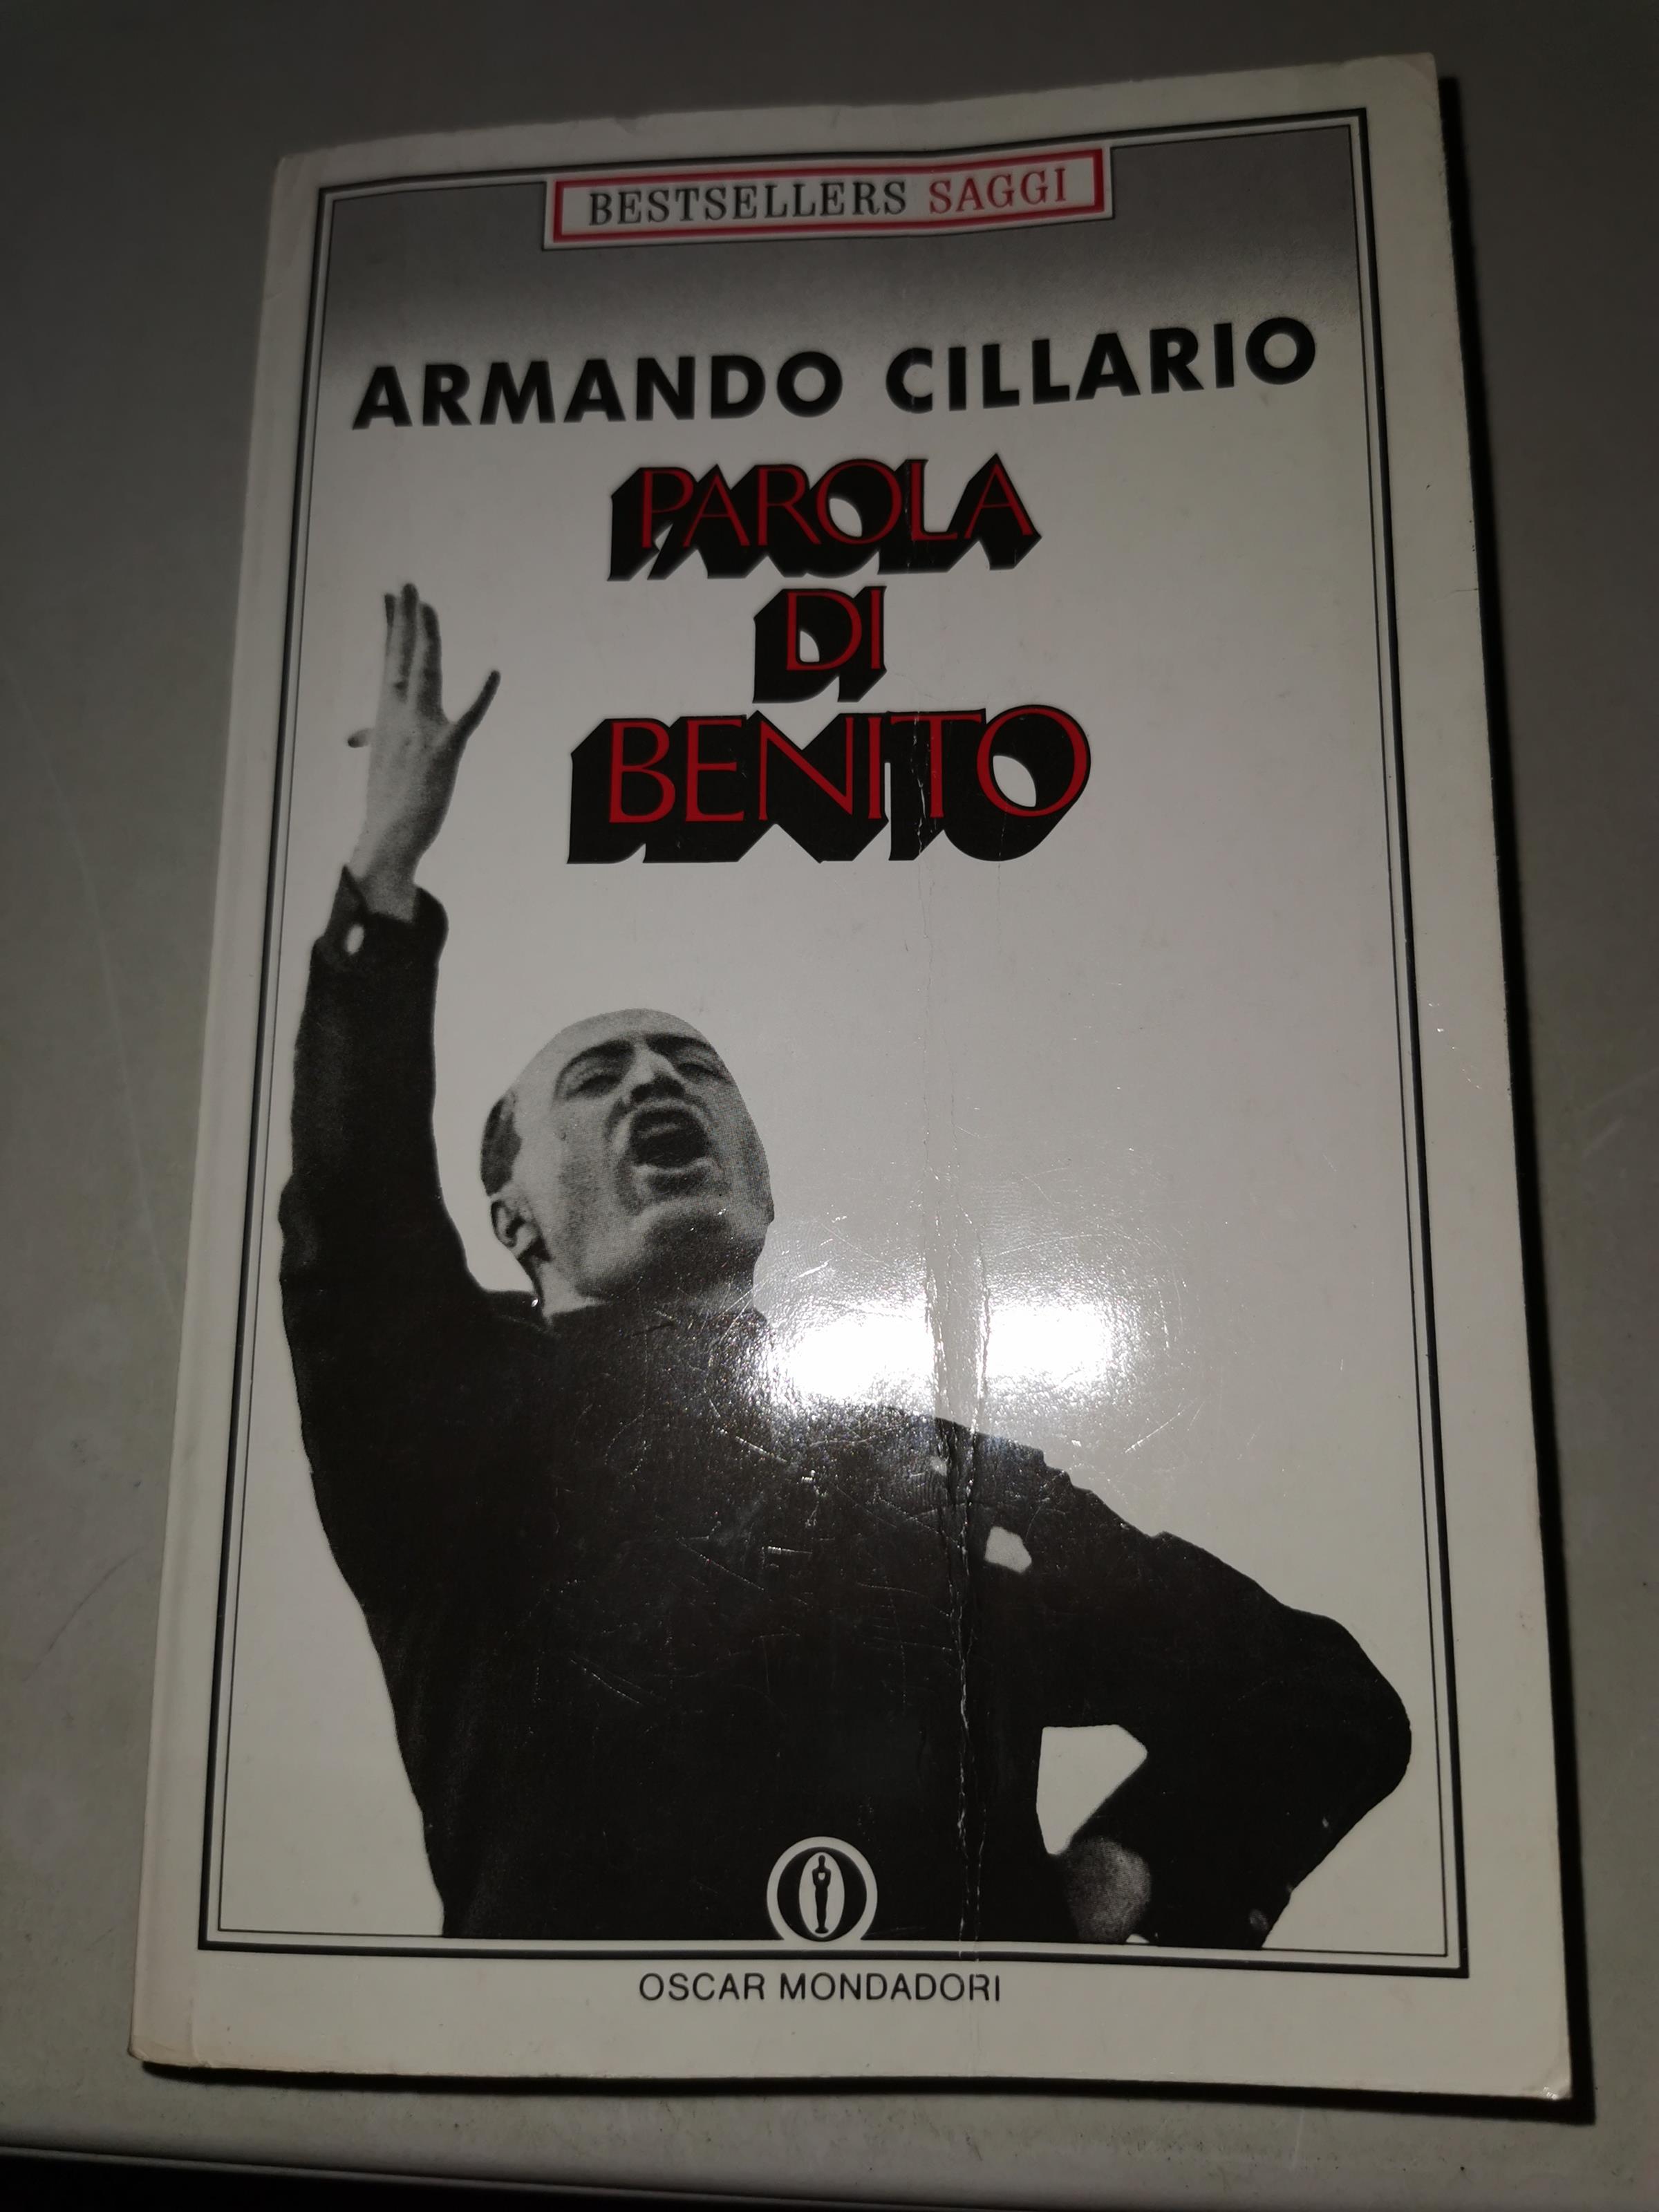 BESTSELLERS SAGGI
ARMANDO CILLARIO
PAROLA
DI
BENITO
OSCAR MONDADORI